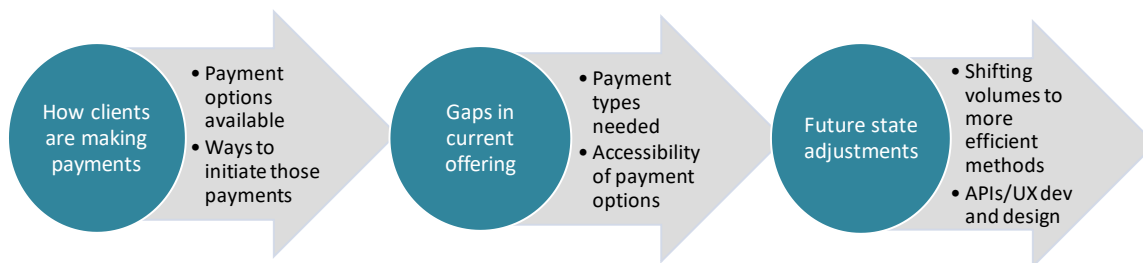 How clients
are making
payments
• Payment
options
available
• Ways to
initiate those
payments
Gaps in
current
offering
• Payment
types
needed
• Accessibility
of payment
options
Future state
adjustments
• Shifting
volumes to
more
efficient
methods
• APIs/UX dev
and design